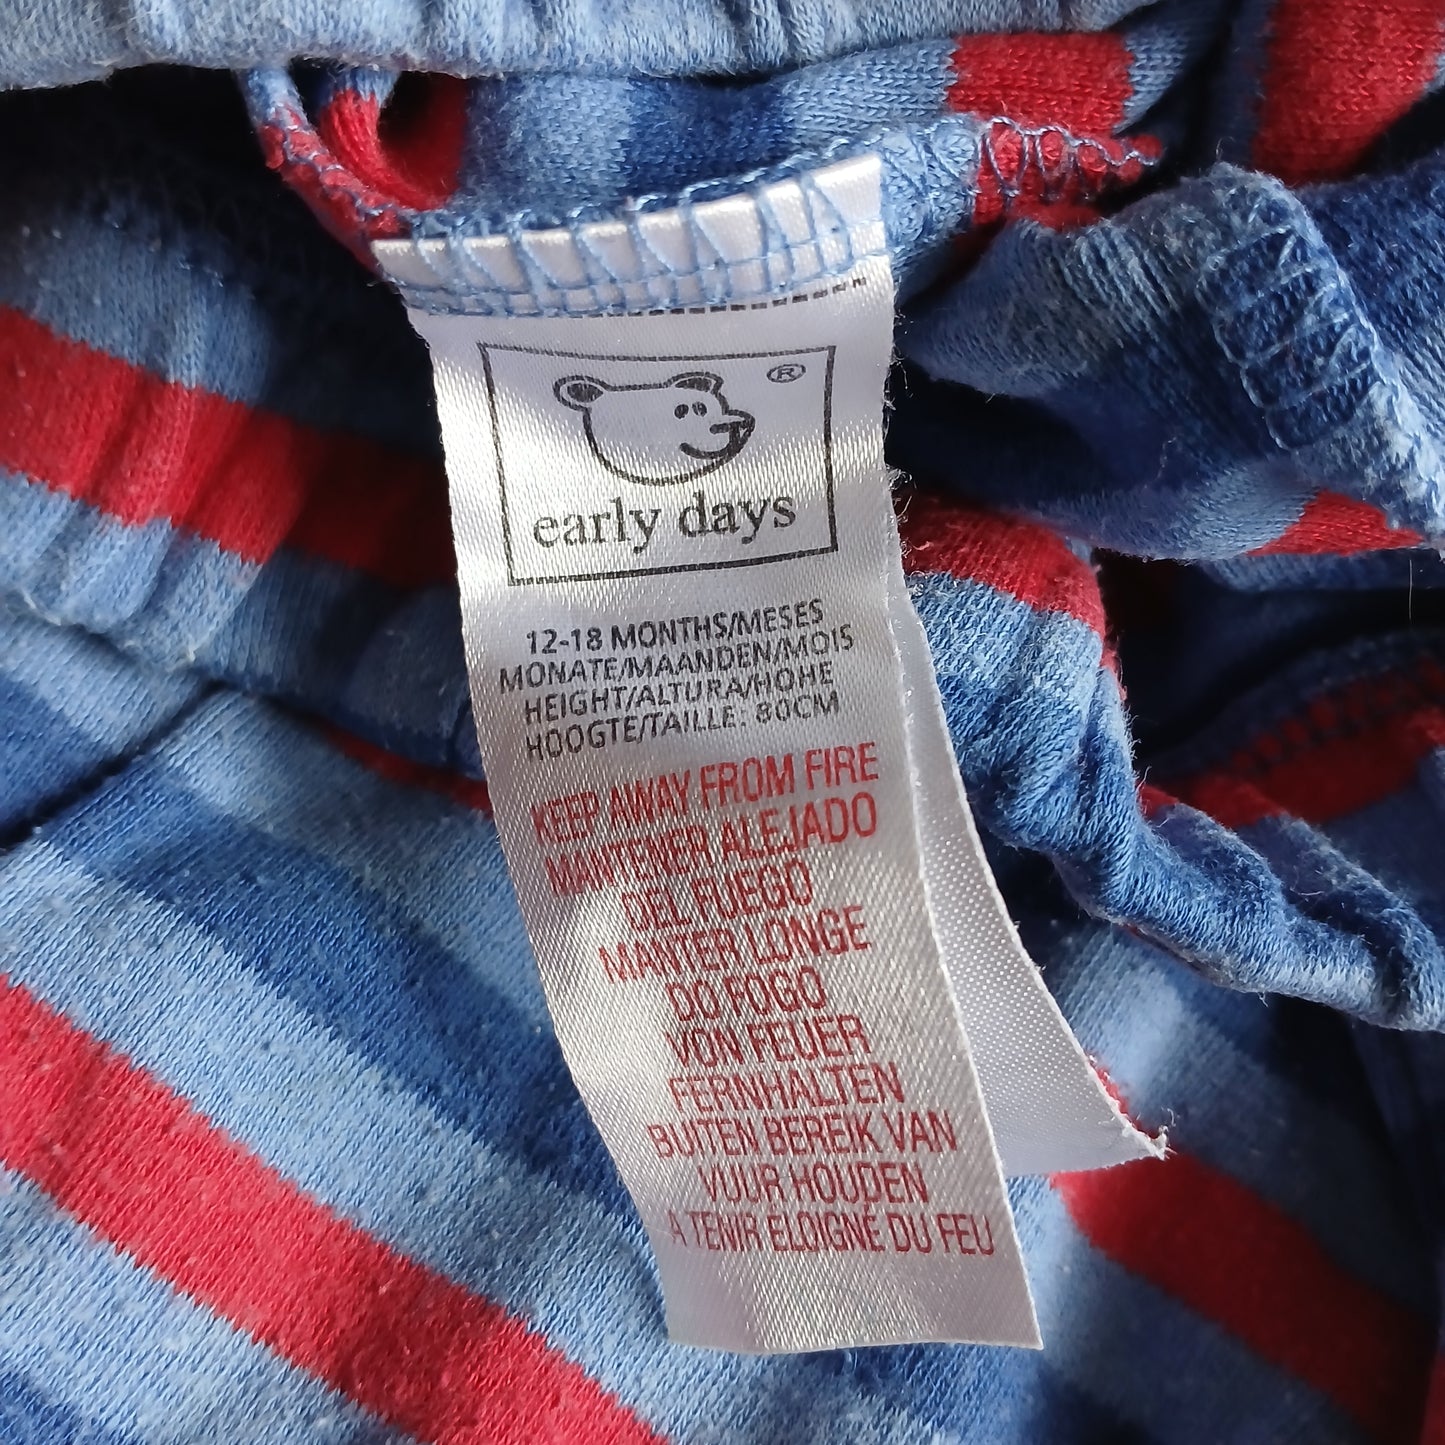 ®
early days
12-18 MONTHS/MESES
MONATE/MAANDEN/MOIS
HEIGHT/ALTURA/HOHE
HOOGTE/TAILLE: 80CM
KEEP AWAY FROM FIRE
MANTENER ALEJADO
DEL FUEGO
MANTER LONGE
DO FOGO
VON FEUER
FERNHALTEN
BUITEN BEREIK VAN
VUUR HOUDEN
A TENIR ELOIGNÉ DU FEU